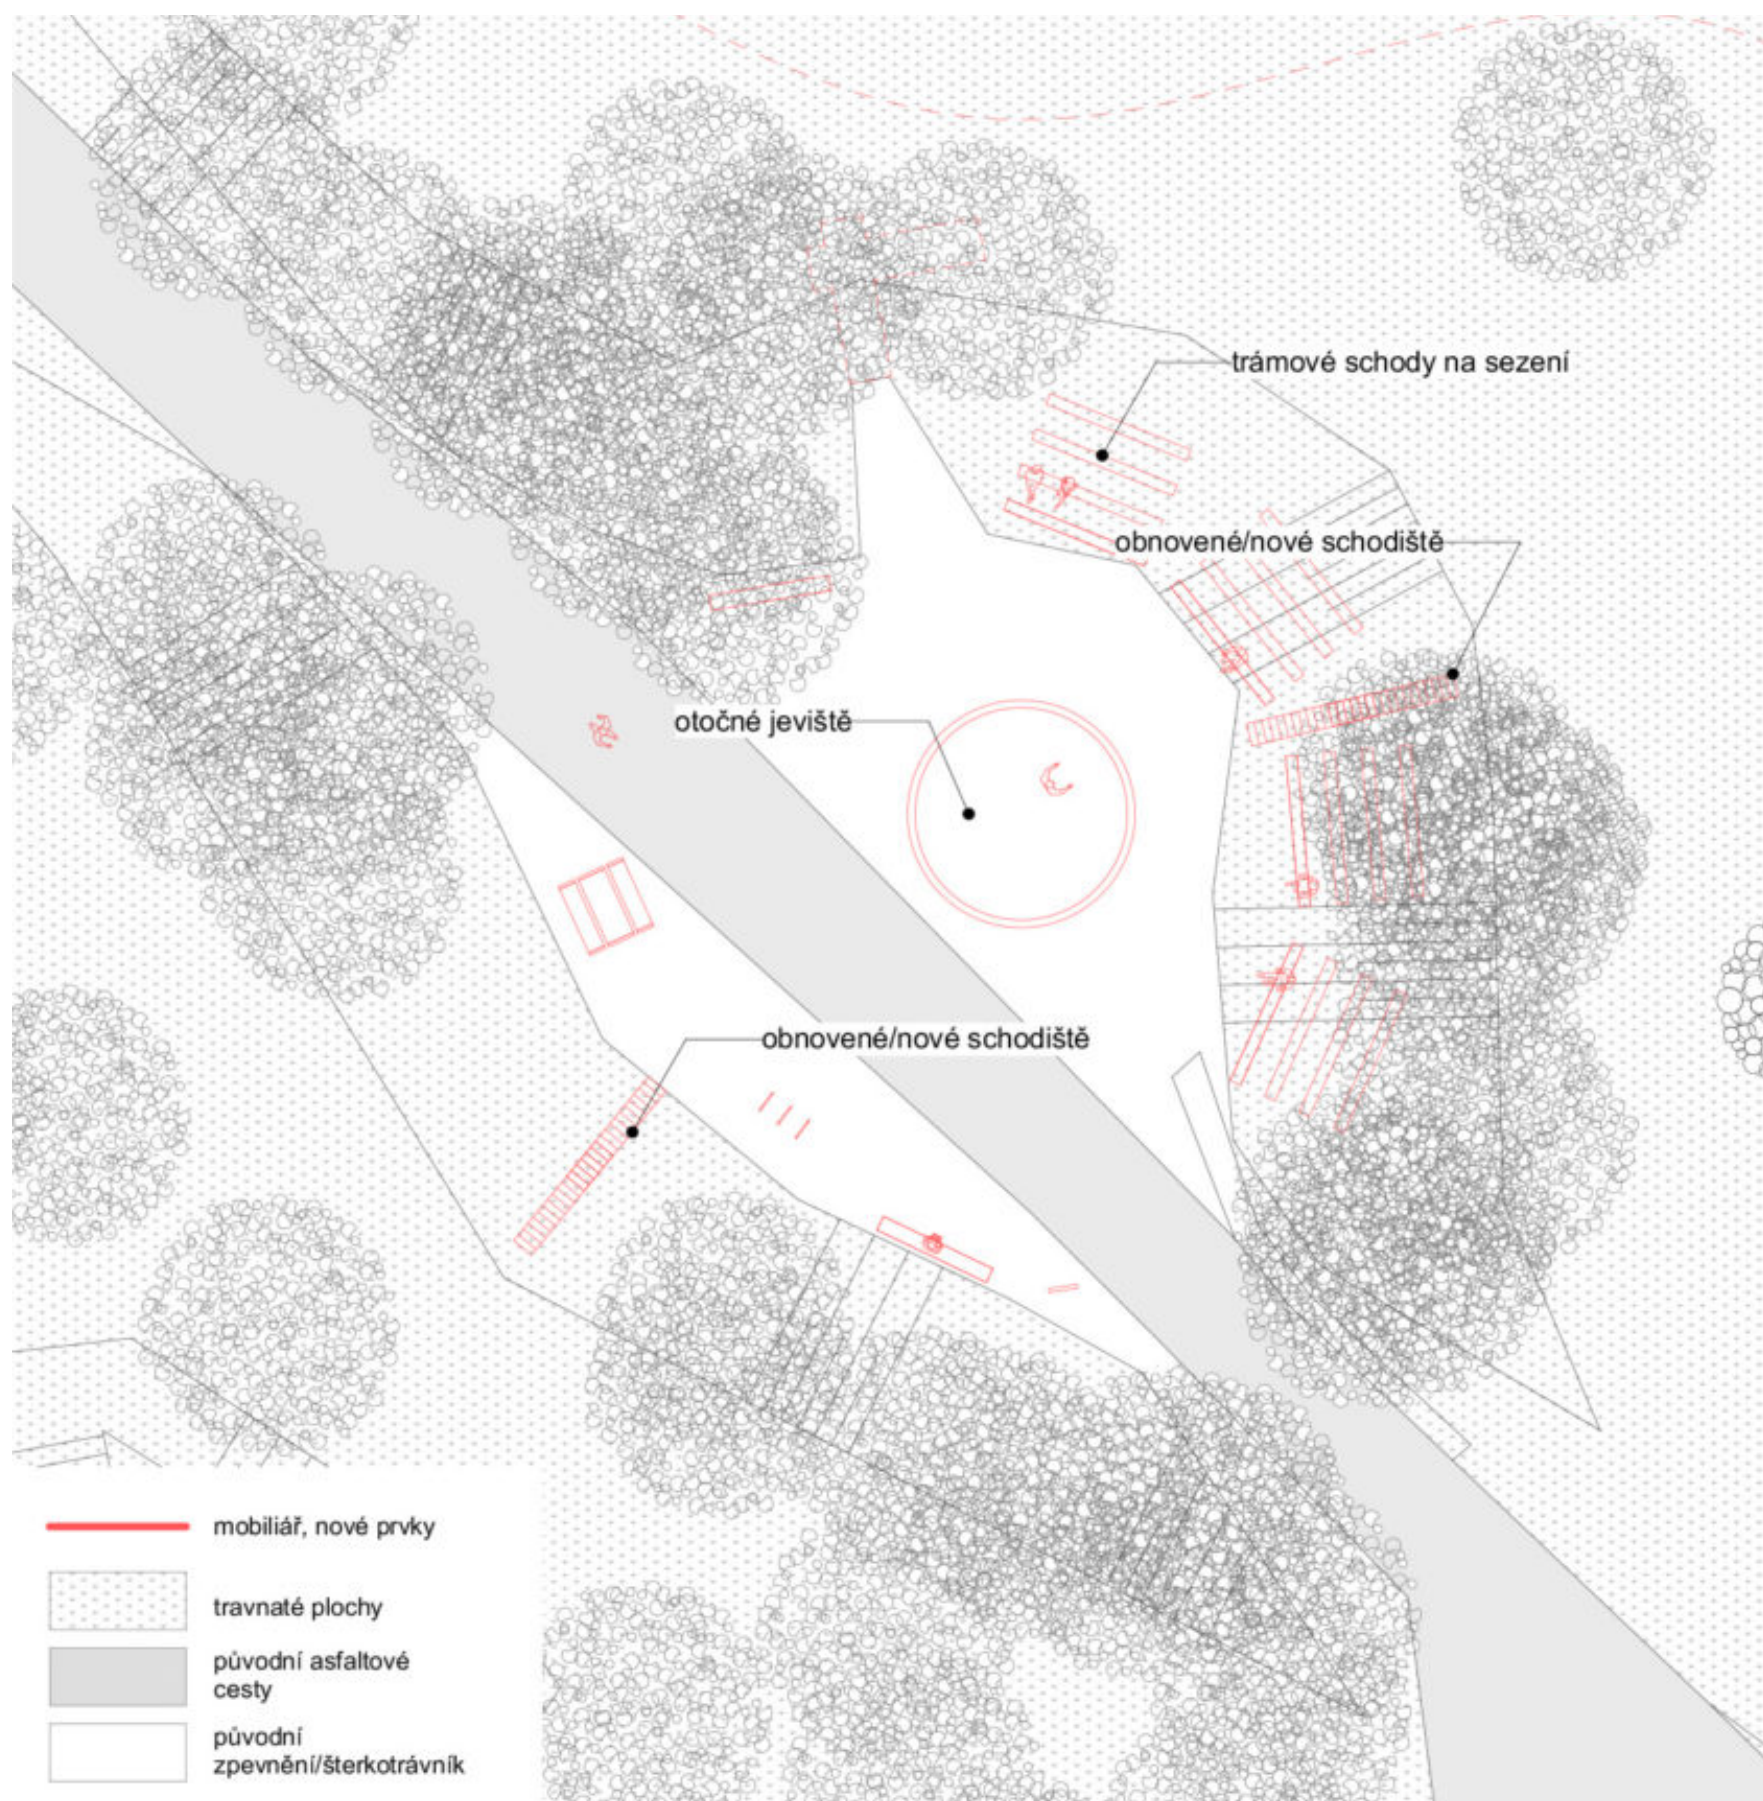 trámové schody na sezení
obnovené/nové schodiště
otočné jeviště
obnovené/nové schodiště
mobiliář, nové prvky
travnaté plochy
původní asfaltové
cesty
původní
zpevnění/šterkotrávník